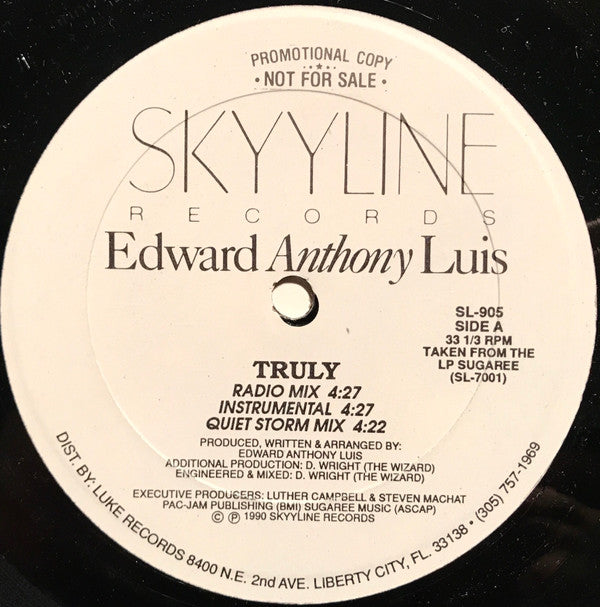 PROMOTIONAL COPY
• NOT FOR SALE •
SKYYLINE
RECORDS
Edward Anthony Luis
SL-905
SIDE A
33 1/3 RPM
TAKEN FROM THE
LP SUGAREE
(SL-7001)
TRULY
RADIO MIX 4:27
INSTRUMENTAL 4:27
QUIET STORM MIX 4:22
PRODUCED, WRITTEN & ARRANGED BY:
EDWARD ANTHONY LUIS
ADDITIONAL PRODUCTION: D. WRIGHT (THE WIZARD)
ENGINEERED & MIXED: D. WRIGHT (THE WIZARD)
EXECUTIVE PRODUCERS: LUTHER CAMPBELL & STEVEN MACHAT
PAC-JAM PUBLISHING (BMI) SUGAREE MUSIC (ASCAP)
© ℗ 1990 SKYYLINE RECORDS
DIST. BY: LUKE RECORDS 8400 N.E. 2nd AVE. LIBERTY CITY, FL. 33138 • (305) 757-1969